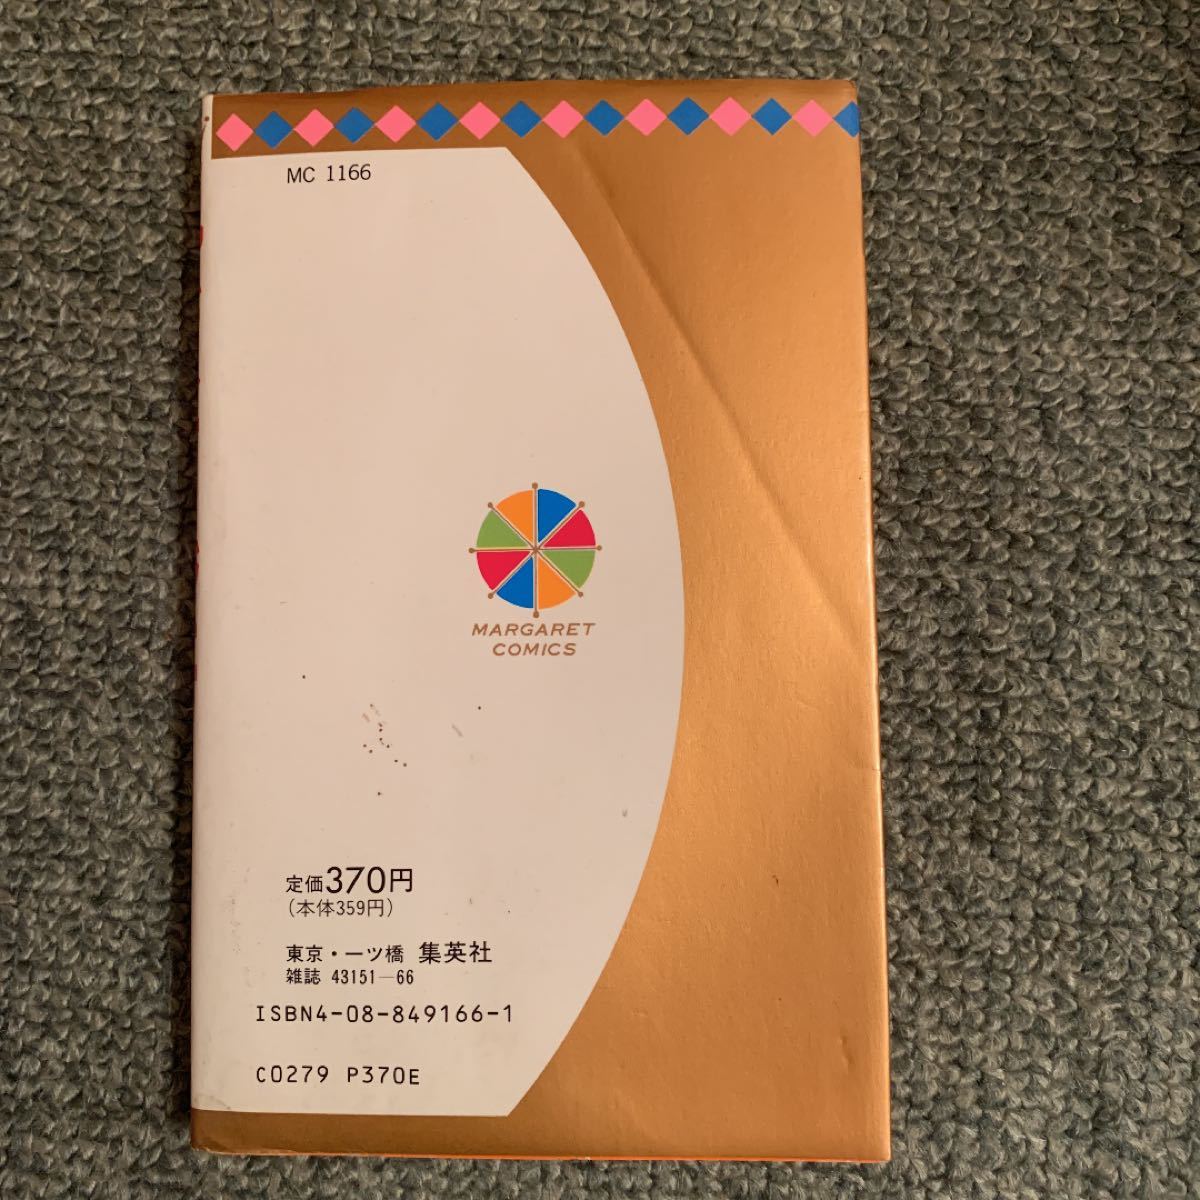 MC 1166
MARGARET
COMICS
定価370円
（本体359円）
東京・一ツ橋 集英社
雑誌 43151—66
ISBN4-08-849166-1
C0279 P370E